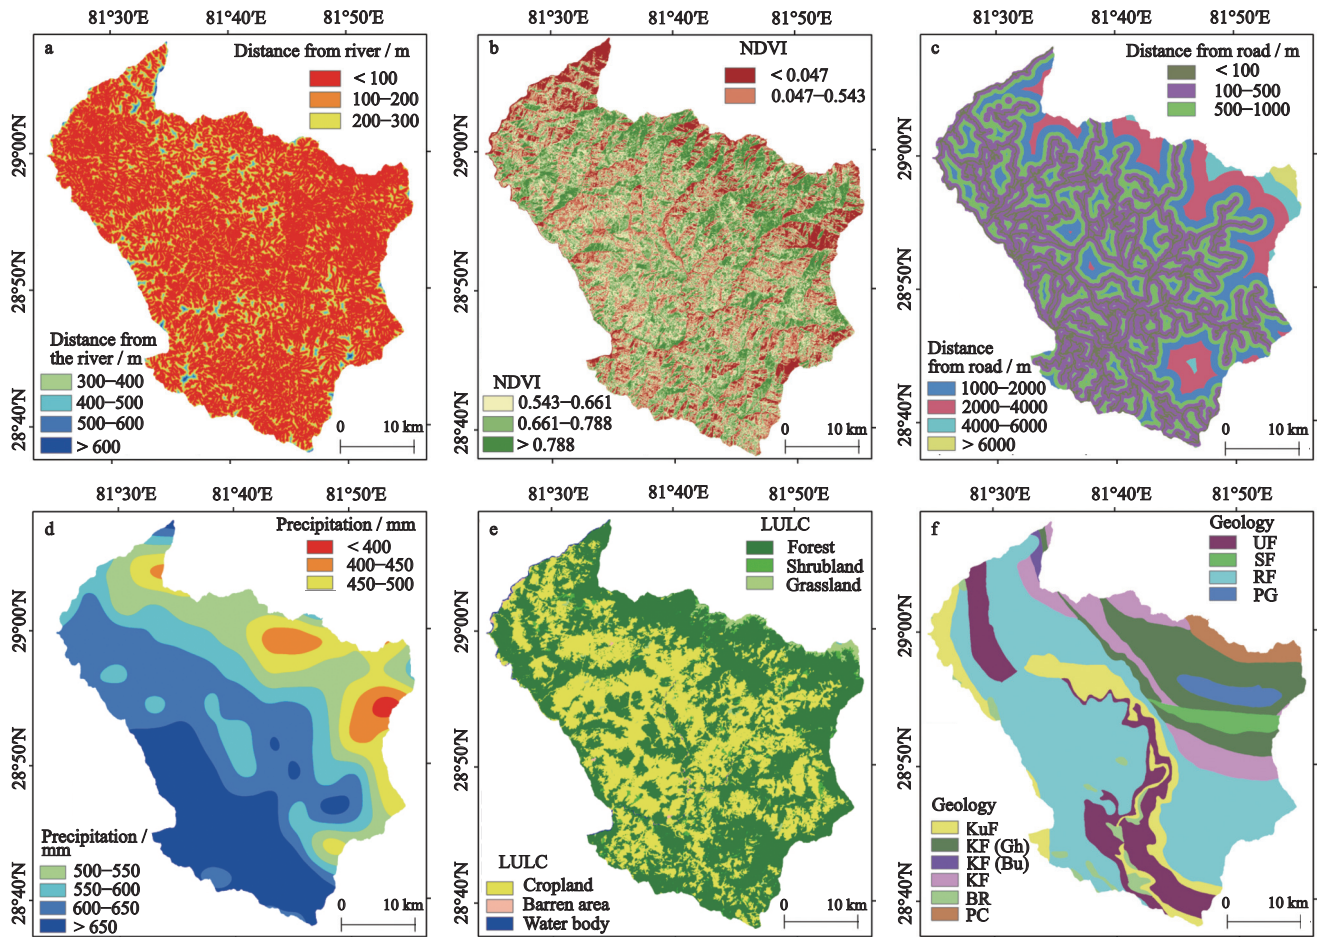 81°30′E 81°40′E 81°50′E
81°30′E 81°40′E 81°50′E
81°30′E 81°40′E 81°50′E
a
Distance from river / m
< 100
100–200
200–300
29°00′N
28°50′N
28°40′N
Distance from
the river / m
300–400
400–500
500–600
> 600
0 10 km
b
NDVI
< 0.047
0.047–0.543
29°00′N
28°50′N
28°40′N
NDVI
0.543–0.661
0.661–0.788
> 0.788
0 10 km
c
Distance from road / m
< 100
100–500
500–1000
29°00′N
28°50′N
28°40′N
Distance
from road / m
1000–2000
2000–4000
4000–6000
> 6000
0 10 km
81°30′E 81°40′E 81°50′E
81°30′E 81°40′E 81°50′E
81°30′E 81°40′E 81°50′E
d
Precipitation / mm
< 400
400–450
450–500
29°00′N
28°50′N
28°40′N
Precipitation /
mm
500–550
550–600
600–650
> 650
0 10 km
e
LULC
Forest
Shrubland
Grassland
29°00′N
28°50′N
28°40′N
LULC
Cropland
Barren area
Water body
0 10 km
f
Geology
UF
SF
RF
PG
29°00′N
28°50′N
28°40′N
Geology
KuF
KF (Gh)
KF (Bu)
KF
BR
PC
0 10 km